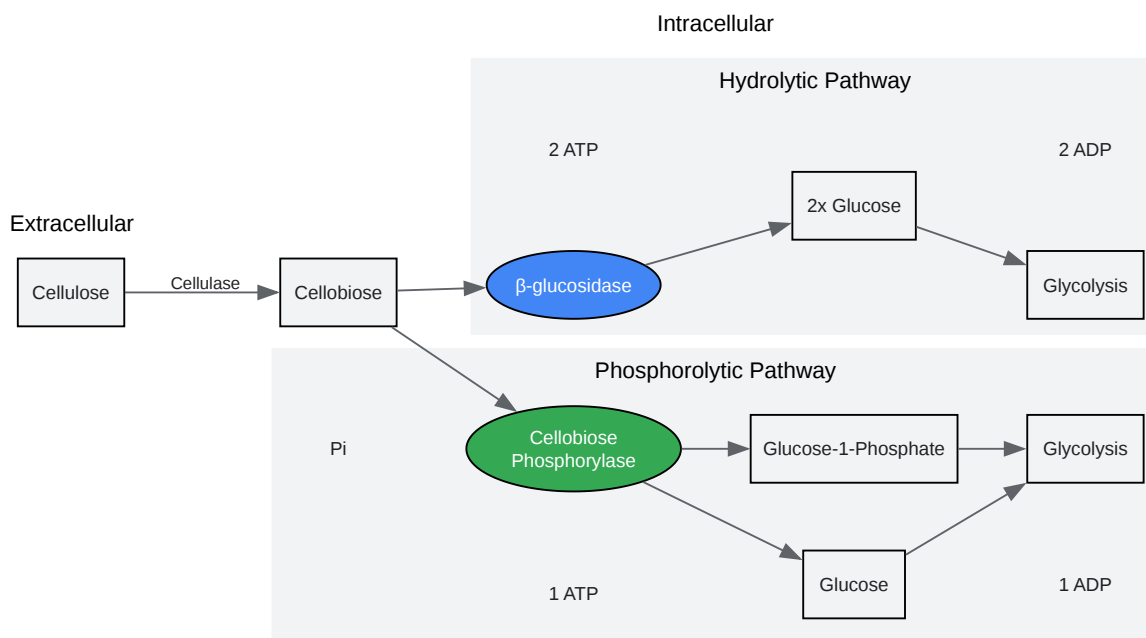 Intracellular
Hydrolytic Pathway
2 ATP
2 ADP
2x Glucose
Extracellular
Cellulose
Cellulase
Cellobiose
β-glucosidase
Glycolysis
Phosphorolytic Pathway
Pi
Cellobiose
Phosphorylase
Glucose-1-Phosphate
Glycolysis
Glucose
1 ATP
1 ADP